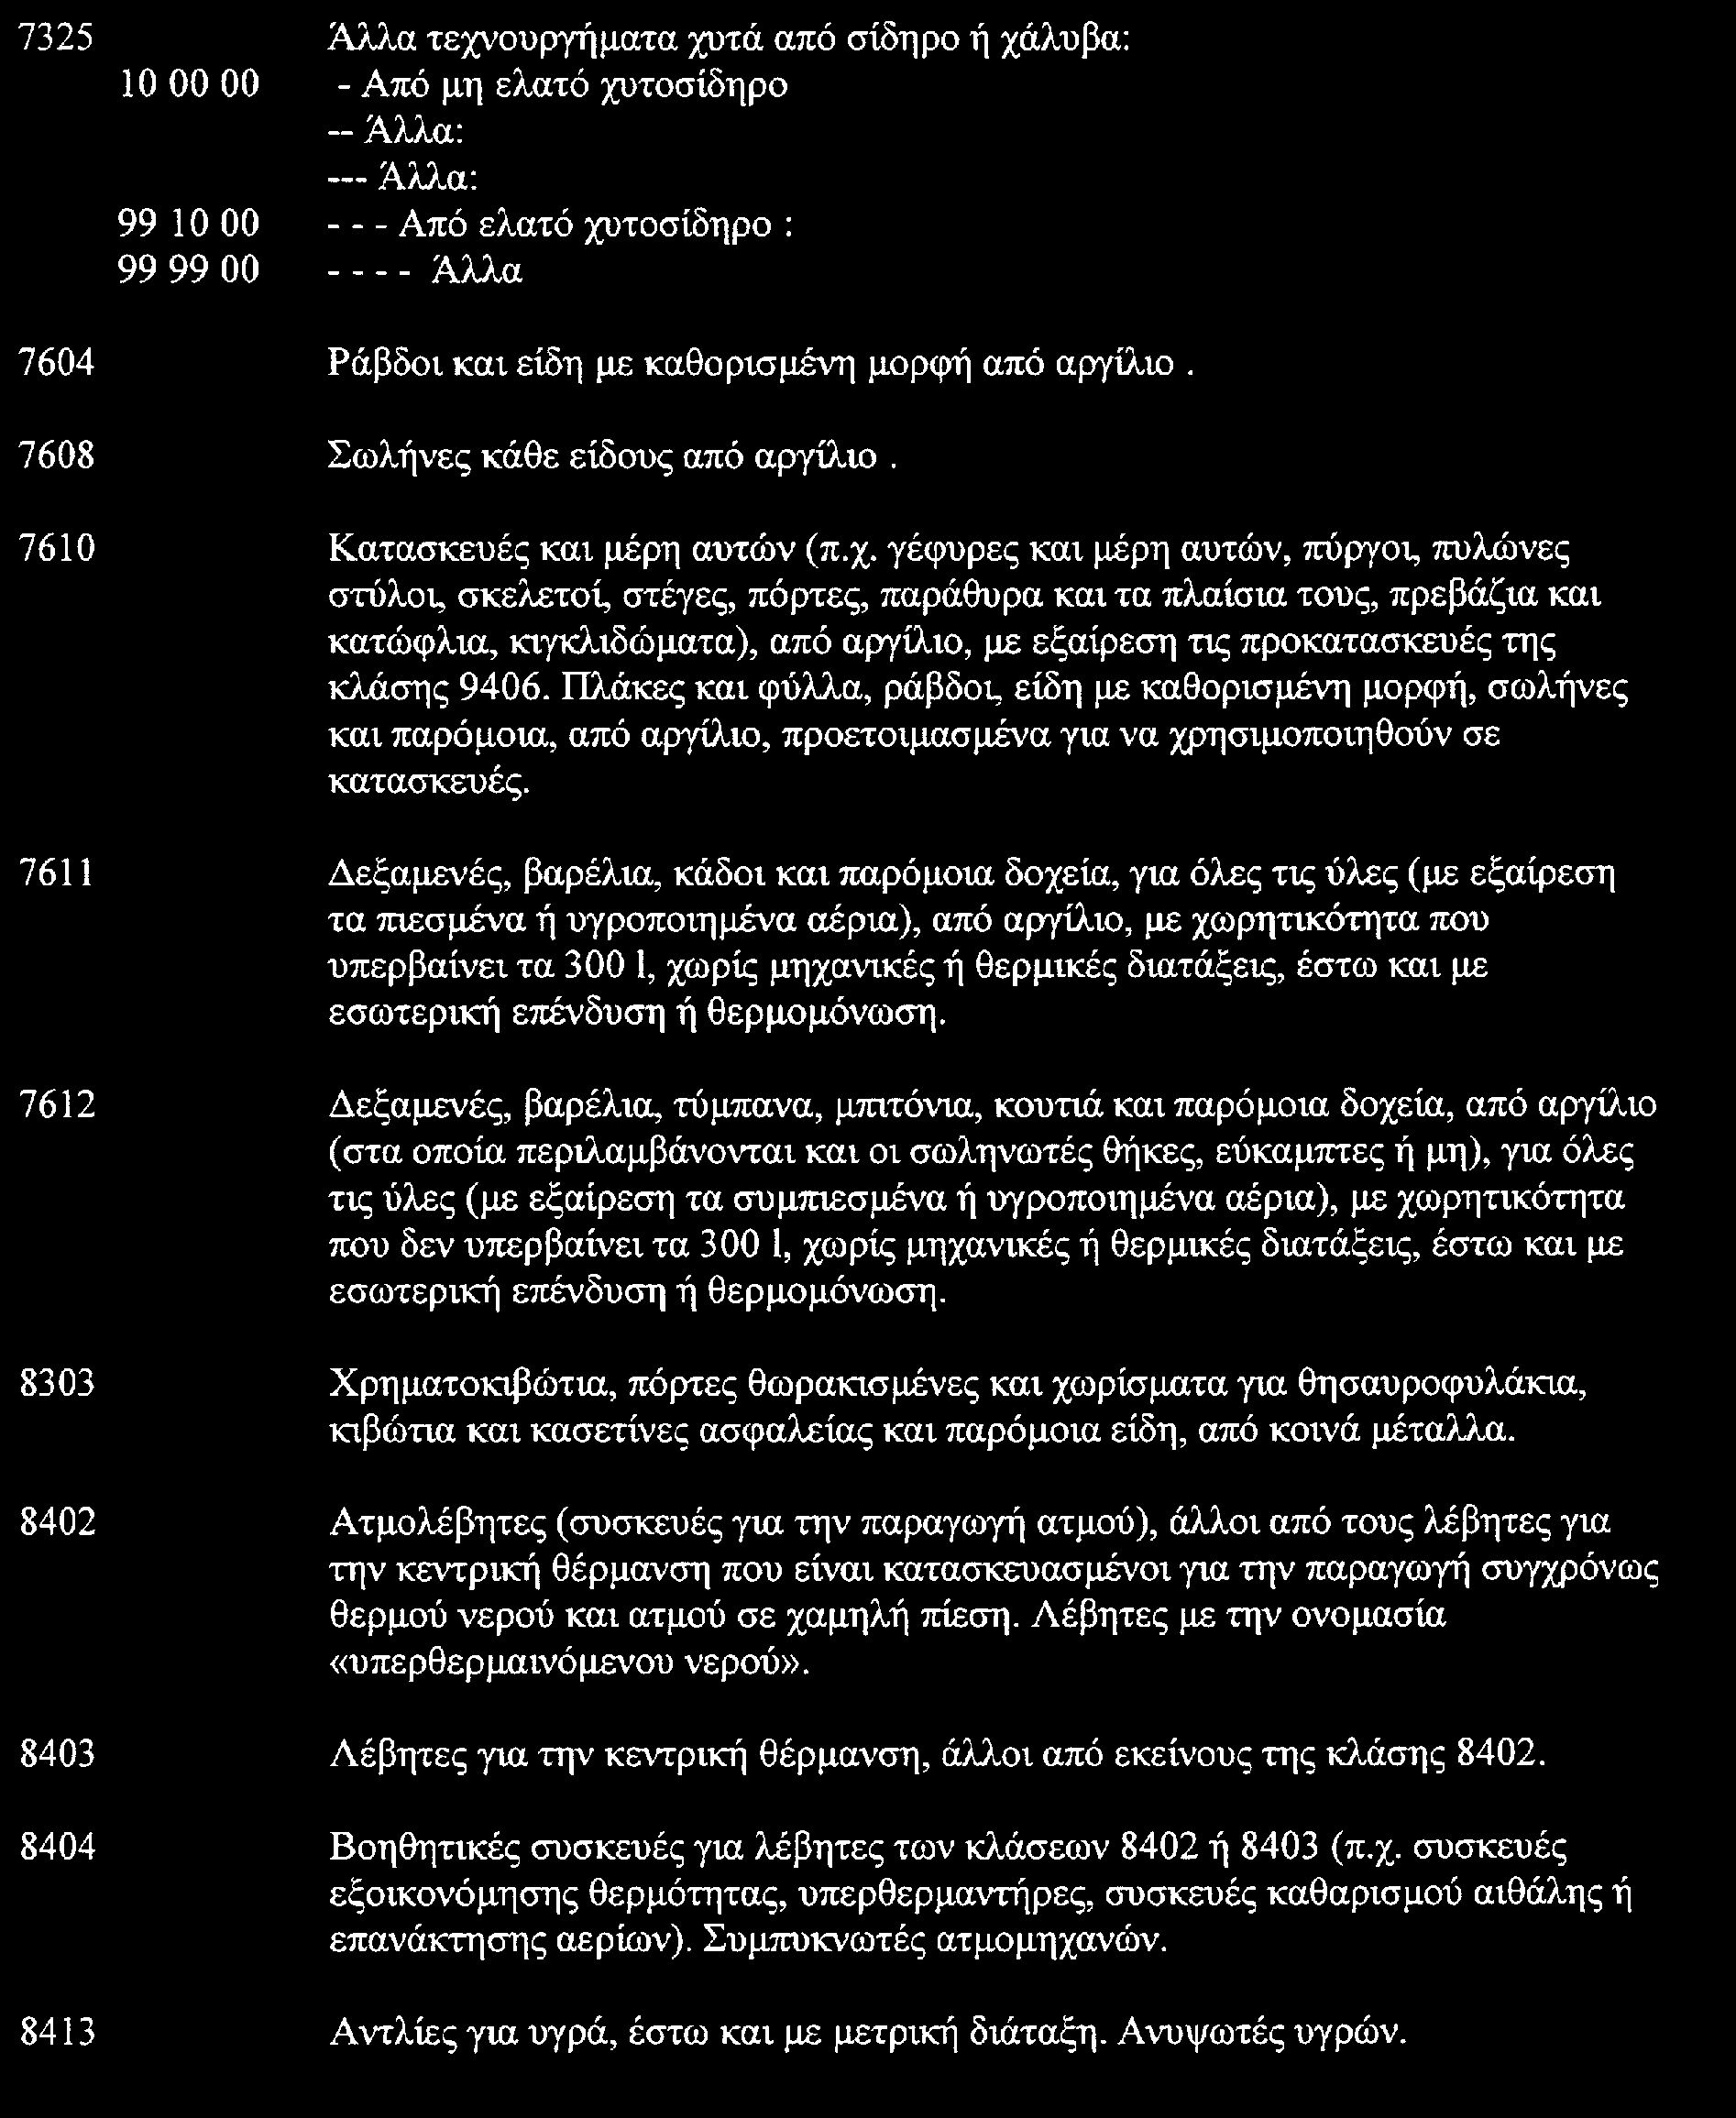 7325 Άλλα τεχνουργήματα χυτά από σίδηρο ή χάλυβα:
10 00 00 - Από μη ελατό χυτοσίδηρο
-- Άλλα:
--- Άλλα:
99 10 00 - - - Από ελατό χυτοσίδηρο :
99 99 00 - - - - Άλλα
7604 Ράβδοι και είδη με καθορισμένη μορφή από αργίλιο .
7608 Σωλήνες κάθε είδους από αργίλιο .
7610 Κατασκευές και μέρη αυτών (π.χ. γέφυρες και μέρη αυτών, πύργοι, πυλώνες
στύλοι, σκελετοί, στέγες, πόρτες, παράθυρα και τα πλαίσια τους, πρεβάζια και
κατώφλια, κιγκλιδώματα), από αργίλιο, με εξαίρεση τις προκατασκευές της
κλάσης 9406. Πλάκες και φύλλα, ράβδοι, είδη με καθορισμένη μορφή, σωλήνες
και παρόμοια, από αργίλιο, προετοιμασμένα για να χρησιμοποιηθούν σε
κατασκευές.
7611 Δεξαμενές, βαρέλια, κάδοι και παρόμοια δοχεία, για όλες τις ύλες (με εξαίρεση
τα πιεσμένα ή υγροποιημένα αέρια), από αργίλιο, με χωρητικότητα που
υπερβαίνει τα 300 l, χωρίς μηχανικές ή θερμικές διατάξεις, έστω και με
εσωτερική επένδυση ή θερμομόνωση.
7612 Δεξαμενές, βαρέλια, τύμπανα, μπιτόνια, κουτιά και παρόμοια δοχεία, από αργίλιο
(στα οποία περιλαμβάνονται και οι σωληνωτές θήκες, εύκαμπτες ή μη), για όλες
τις ύλες (με εξαίρεση τα συμπιεσμένα ή υγροποιημένα αέρια), με χωρητικότητα
που δεν υπερβαίνει τα 300 l, χωρίς μηχανικές ή θερμικές διατάξεις, έστω και με
εσωτερική επένδυση ή θερμομόνωση.
8303 Χρηματοκιβώτια, πόρτες θωρακισμένες και χωρίσματα για θησαυροφυλάκια,
κιβώτια και κασετίνες ασφαλείας και παρόμοια είδη, από κοινά μέταλλα.
8402 Ατμολέβητες (συσκευές για την παραγωγή ατμού), άλλοι από τους λέβητες για
την κεντρική θέρμανση που είναι κατασκευασμένοι για την παραγωγή συγχρόνως
θερμού νερού και ατμού σε χαμηλή πίεση. Λέβητες με την ονομασία
«υπερθερμαινόμενου νερού».
8403 Λέβητες για την κεντρική θέρμανση, άλλοι από εκείνους της κλάσης 8402.
8404 Βοηθητικές συσκευές για λέβητες των κλάσεων 8402 ή 8403 (π.χ. συσκευές
εξοικονόμησης θερμότητας, υπερθερμαντήρες, συσκευές καθαρισμού αιθάλης ή
επανάκτησης αερίων). Συμπυκνωτές ατμομηχανών.
8413 Αντλίες για υγρά, έστω και με μετρική διάταξη. Ανυψωτές υγρών.